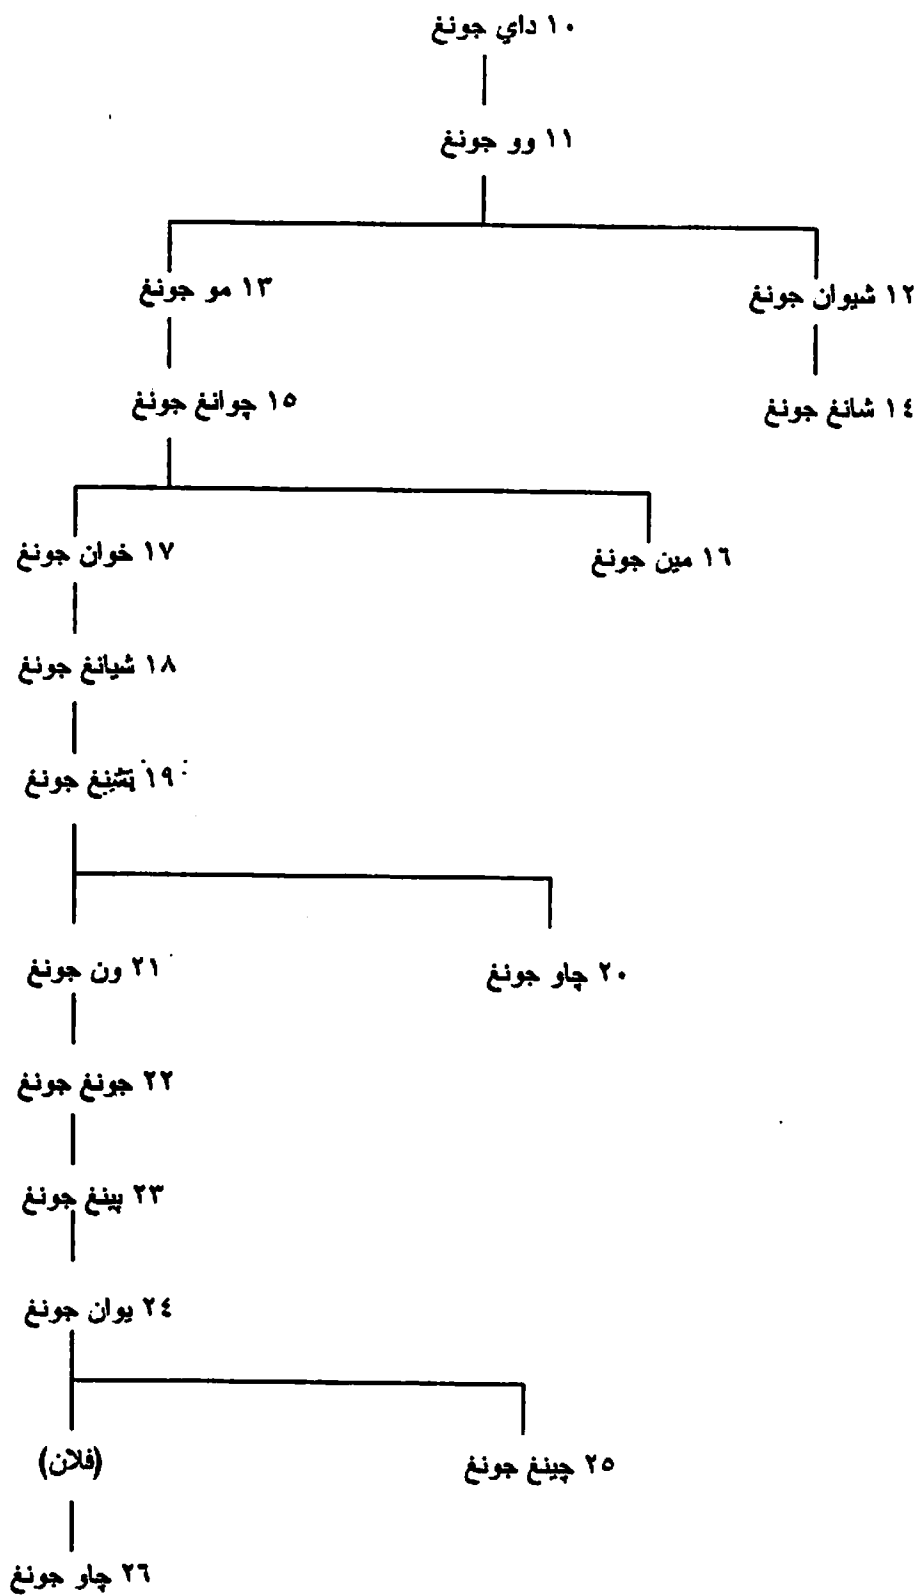 ١٠ داي جونغ
١١ وو جونغ
١٢ شيوان جونغ
١٣ مو جونغ
١٤ شانغ جونغ
١٥ چوانغ جونغ
١٦ مين جونغ
١٧ خوان جونغ
١٨ شيانغ جونغ
١٩ تشينغ جونغ
٢٠ چاو جونغ
٢١ ون جونغ
٢٢ جونغ جونغ
٢٣ پينغ جونغ
٢٤ يوان جونغ
٢٥ چينغ جونغ
(فلان)
٢٦ چاو جونغ